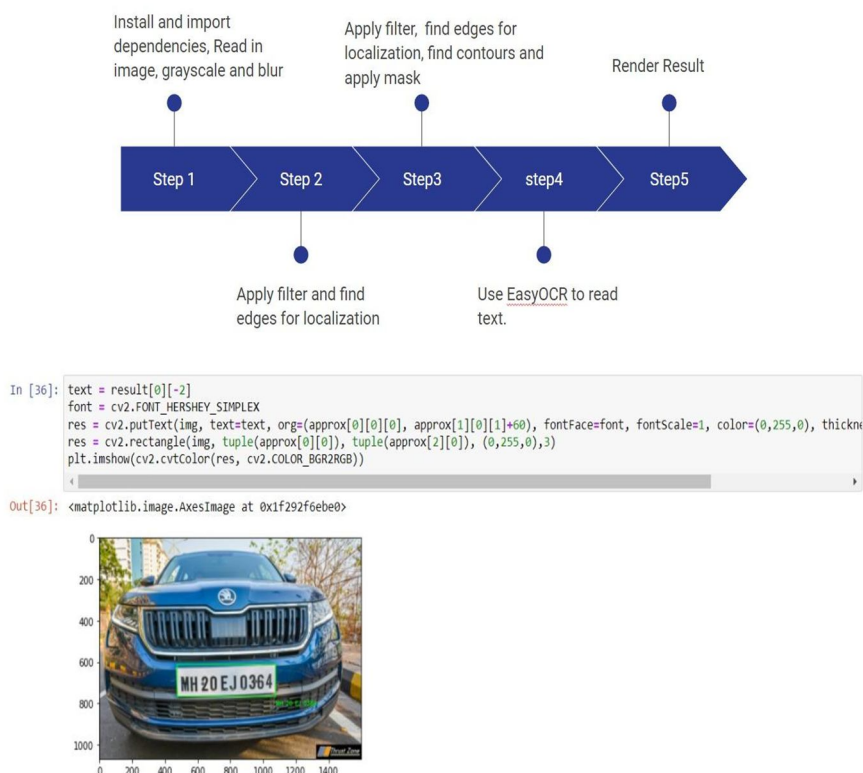 Install and import
dependencies, Read in
image, grayscale and blur
Apply filter,  find edges for
localization, find contours and
apply mask
Render Result
Step 1
Step 2
Step3
step4
Step5
Apply filter and find
edges for localization
Use EasyOCR to read
text.
In [36]:
text = result[0][-2]
font = cv2.FONT_HERSHEY_SIMPLEX
res = cv2.putText(img, text=text, org=(approx[0][0][0], approx[1][0][1]+60), fontFace=font, fontScale=1, color=(0,255,0), thickne
res = cv2.rectangle(img, tuple(approx[0][0]), tuple(approx[2][0]), (0,255,0),3)
plt.imshow(cv2.cvtColor(res, cv2.COLOR_BGR2RGB))
Out[36]: <matplotlib.image.AxesImage at 0x1f292f6ebe0>
0
200
400
600
MH 20 EJ 0364
800
1000
Thrust Zone
0 200 400 600 800 1000 1200 1400